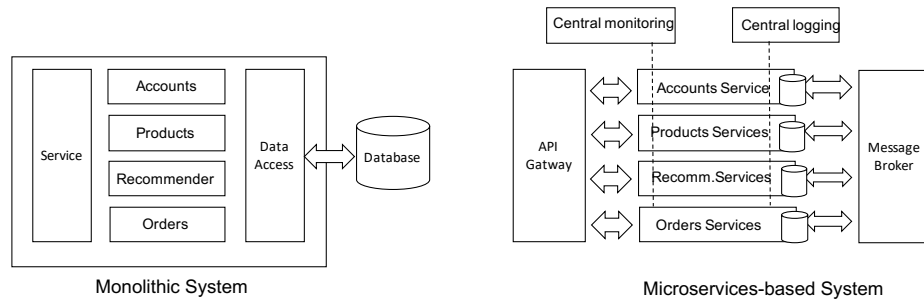 Central monitoring
Central logging
Accounts
Products
Recommender
Orders
Service
Data
Access
Database
Monolithic System
API
Gatway
Accounts Service
Products Services
Recomm.Services
Orders Services
Message
Broker
Microservices-based System